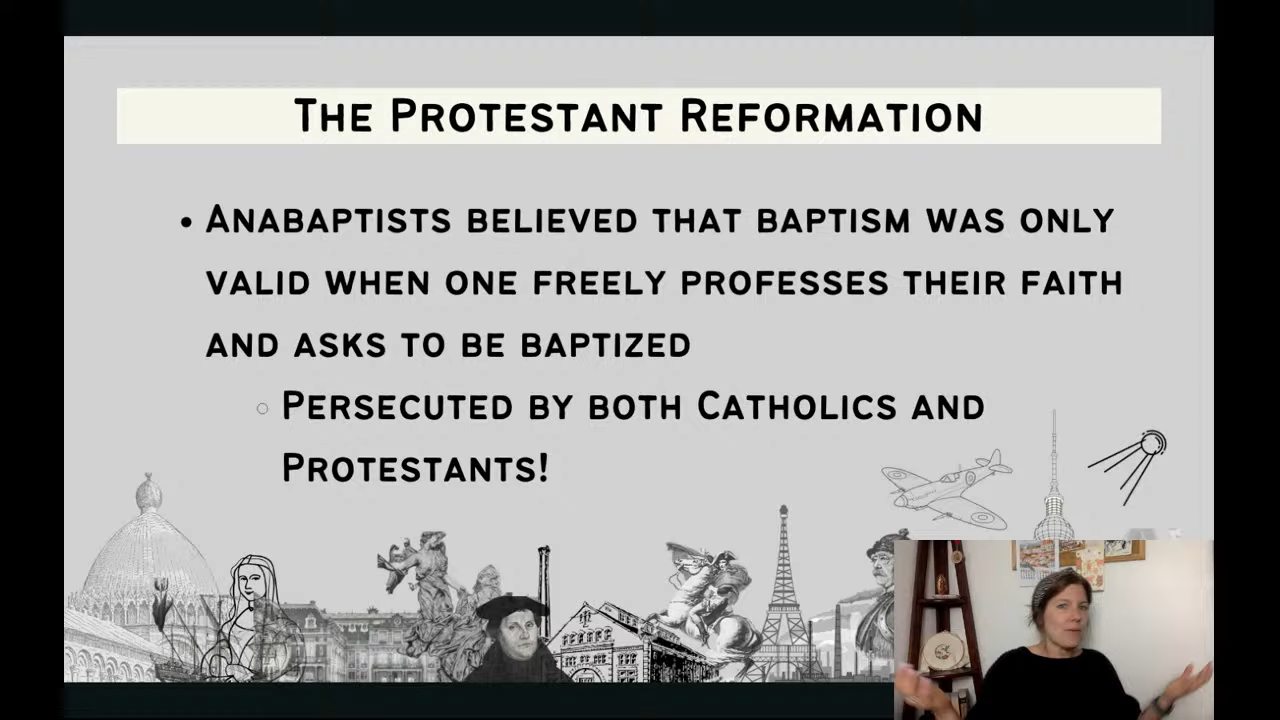 The Protestant Reformation
• Anabaptists believed that baptism was only
valid when one freely professes their faith
and asks to be baptized
○ Persecuted by both Catholics and
Protestants!